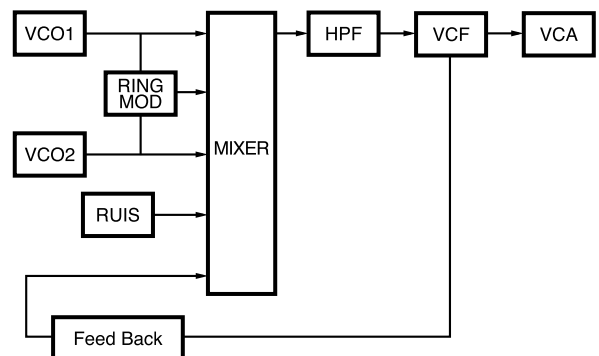 VCO1
HPF
VCF
VCA
RING
MOD
MIXER
VCO2
RUIS
Feed Back